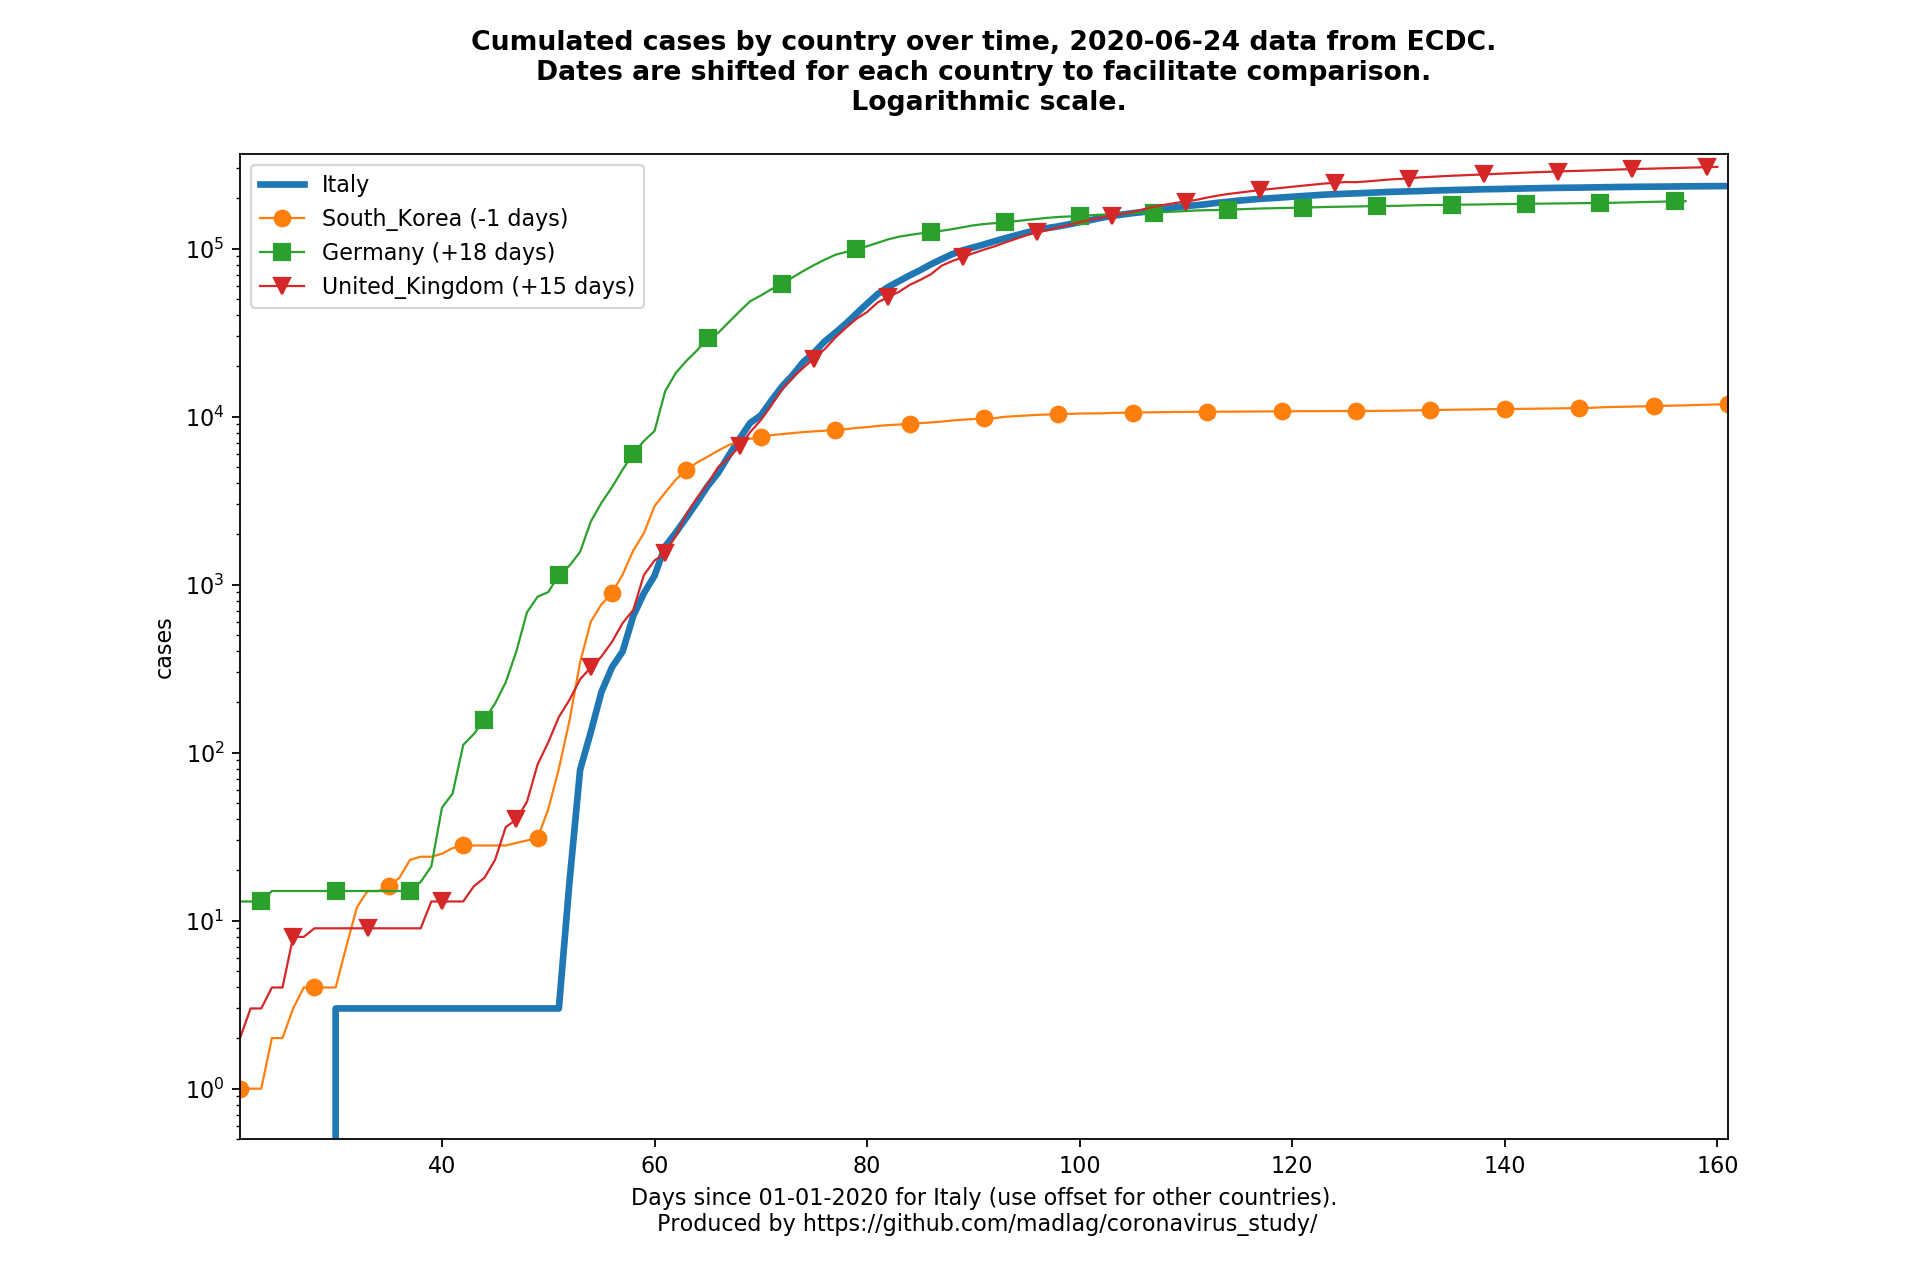 Cumulated cases by country over time, 2020-06-24 data from ECDC.
Dates are shifted for each country to facilitate comparison.
Logarithmic scale.
Italy
South_Korea (-1 days)
Germany (+18 days)
United_Kingdom (+15 days)
10⁵
10⁴
10³
10²
10¹
10⁰
cases
40 60 80 100 120 140 160
Days since 01-01-2020 for Italy (use offset for other countries).
Produced by https://github.com/madlag/coronavirus_study/